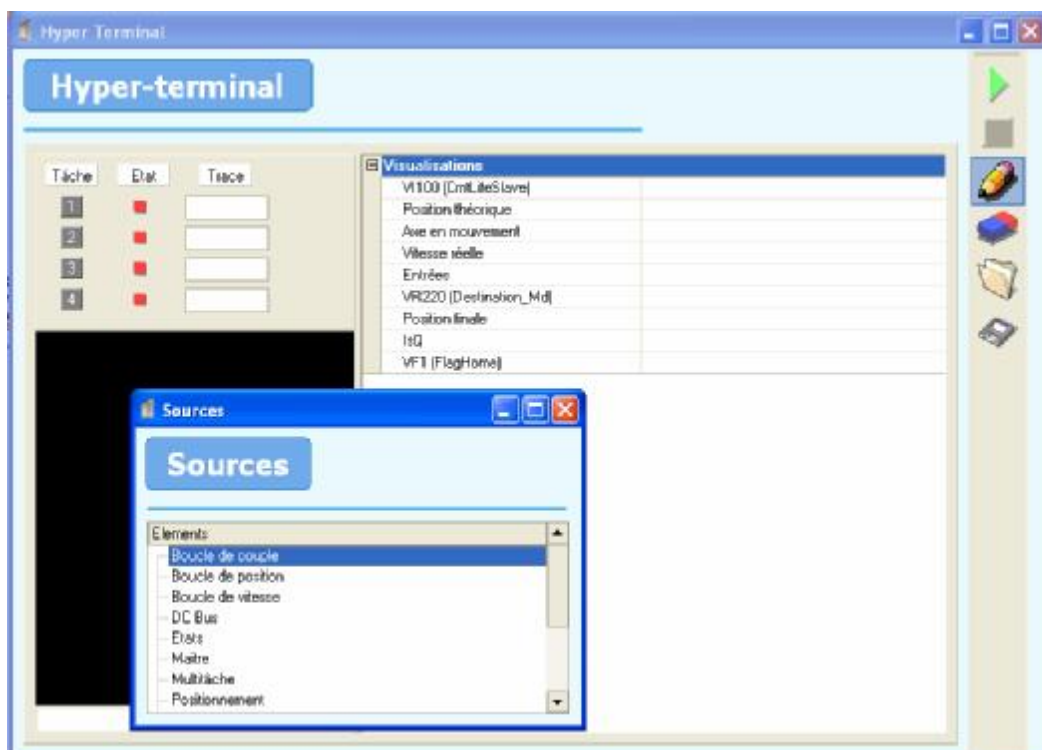 Hyper Terminal
Hyper-terminal
Tâche Etat Trace
1
2
3
4
Visualisations
VI100 (CmtLifeSlave)
Position théorique
Axe en mouvement
Vitesse réelle
Entrées
VR220 (Destination_Md)
Position finale
IsQ
VF1 (FlagHome)
Sources
Sources
Elements
Boucle de couple
Boucle de position
Boucle de vitesse
DC Bus
Etats
Maitre
Multitâche
Positionnement